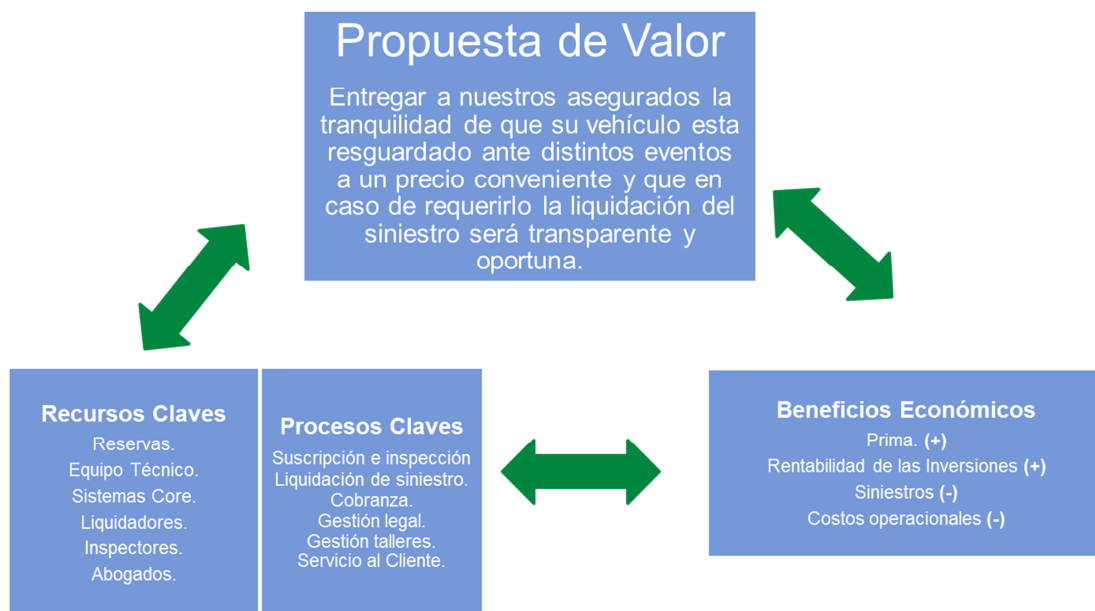 Propuesta de Valor
Entregar a nuestros asegurados la
tranquilidad de que su vehículo esta
resguardado ante distintos eventos
a un precio conveniente y que en
caso de requerirlo la liquidación del
siniestro será transparente y
oportuna.
Recursos Claves
Reservas.
Equipo Técnico.
Sistemas Core.
Liquidadores.
Inspectores.
Abogados.
Procesos Claves
Suscripción e inspección
Liquidación de siniestro.
Cobranza.
Gestión legal.
Gestión talleres.
Servicio al Cliente.
Beneficios Económicos
Prima. (+)
Rentabilidad de las Inversiones (+)
Siniestros (-)
Costos operacionales (-)